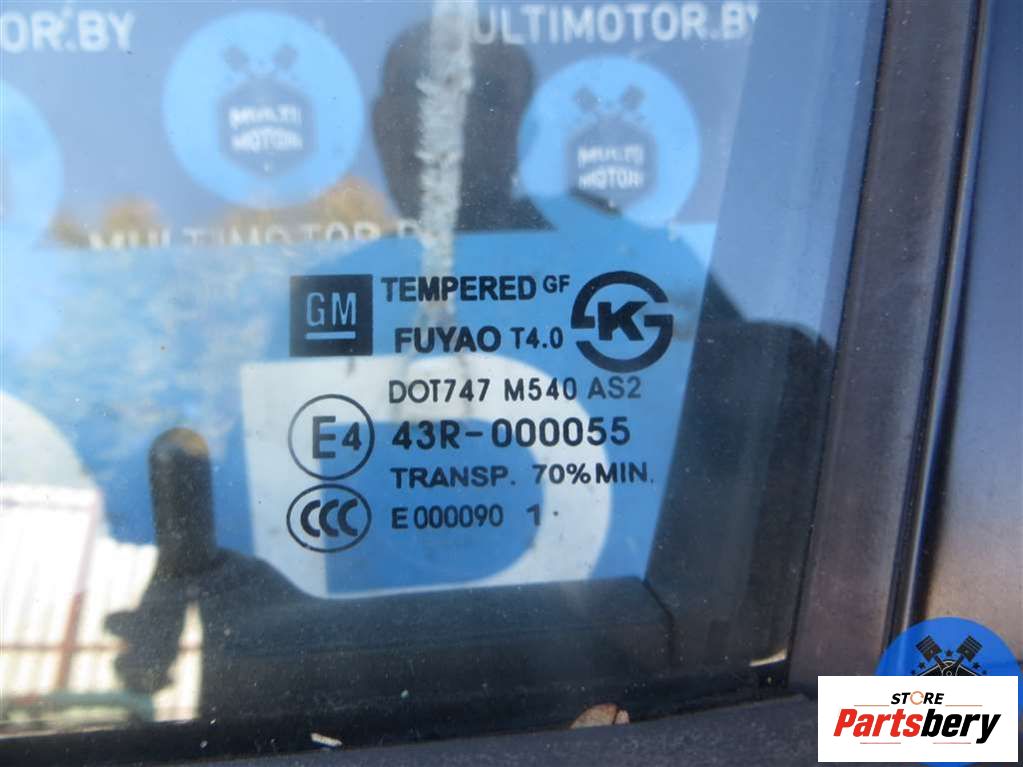 OR.BY
ULTIMOTOR.BY
MULTI
MOTOR
MULTI
MOTOR
MULTIMOTOR.B
GM
TEMPERED GF
FUYAO T4.0
K
DOT747 M540 AS2
E4
43R-000055
TRANSP. 70% MIN.
CCC
E000090 1·
STORE
Partsbery